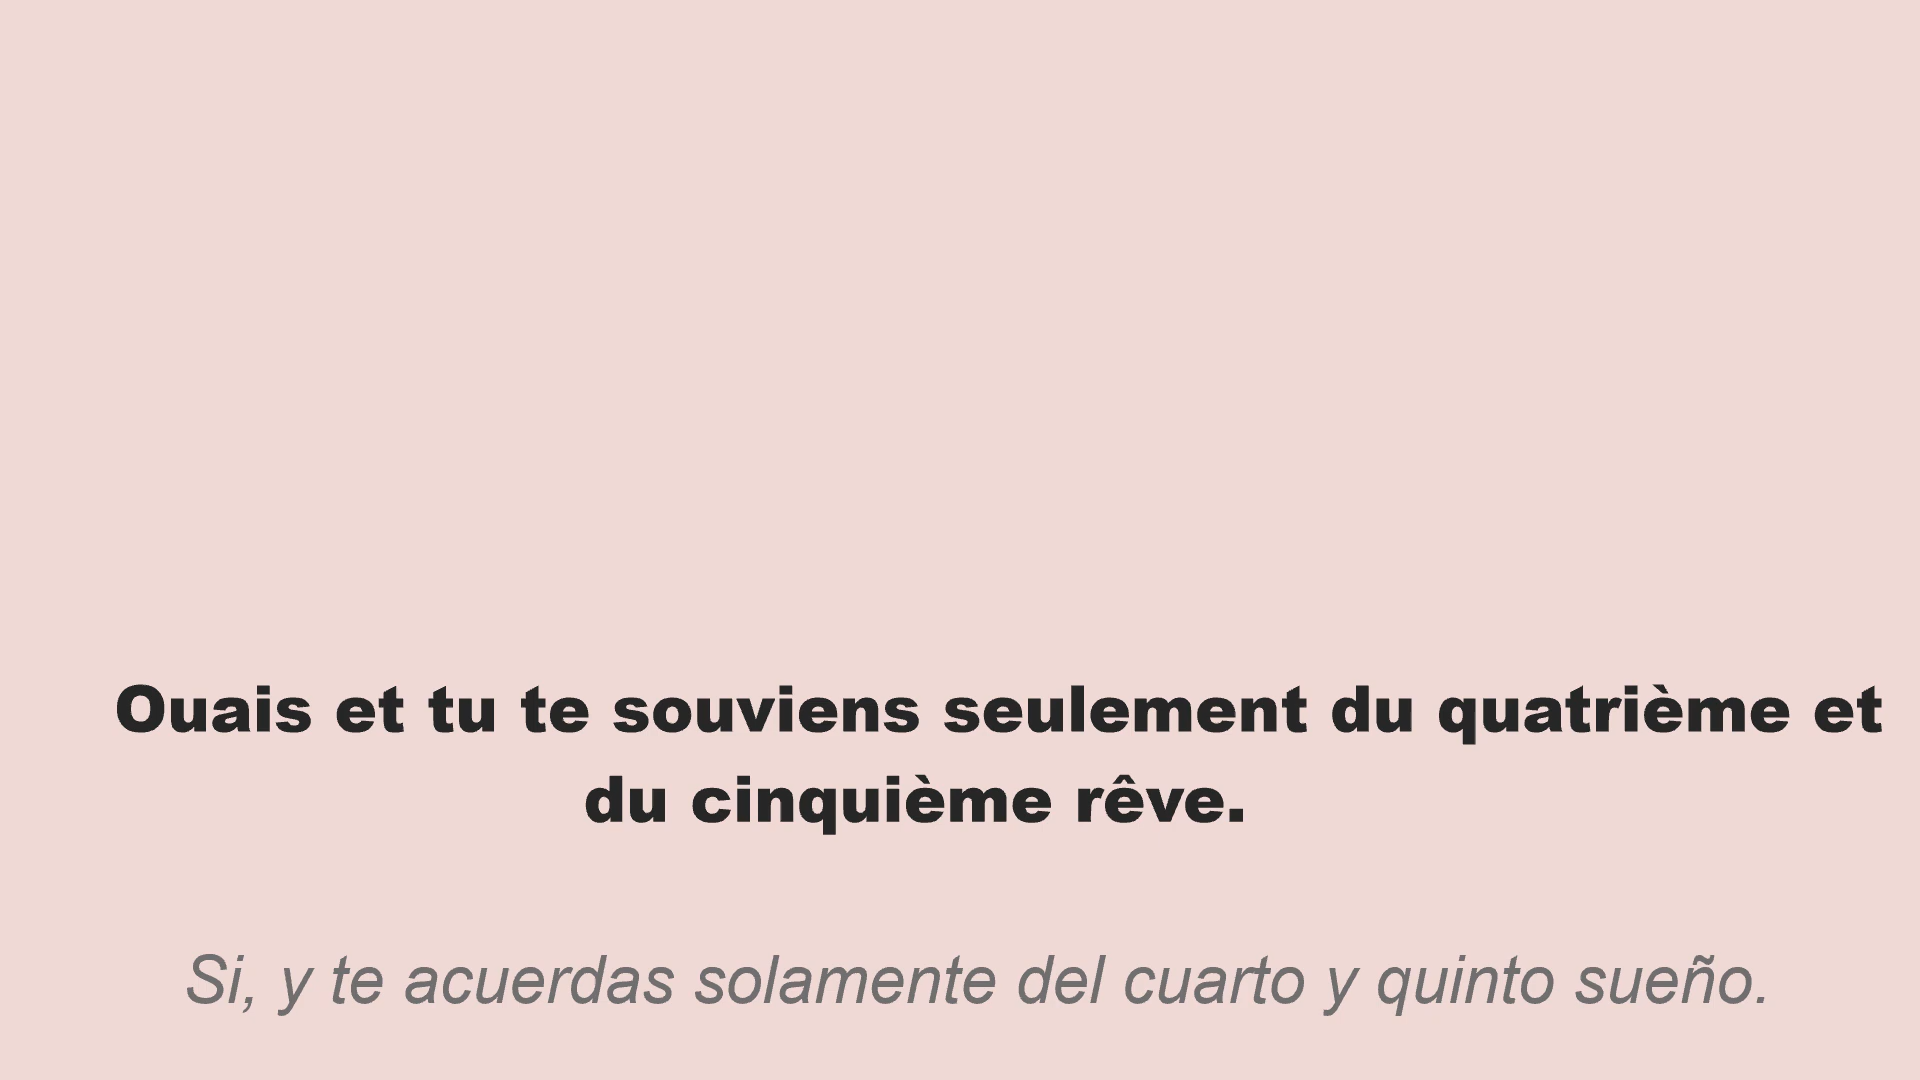 Ouais et tu te souviens seulement du quatrième et
du cinquième rêve.
Si, y te acuerdas solamente del cuarto y quinto sueño.